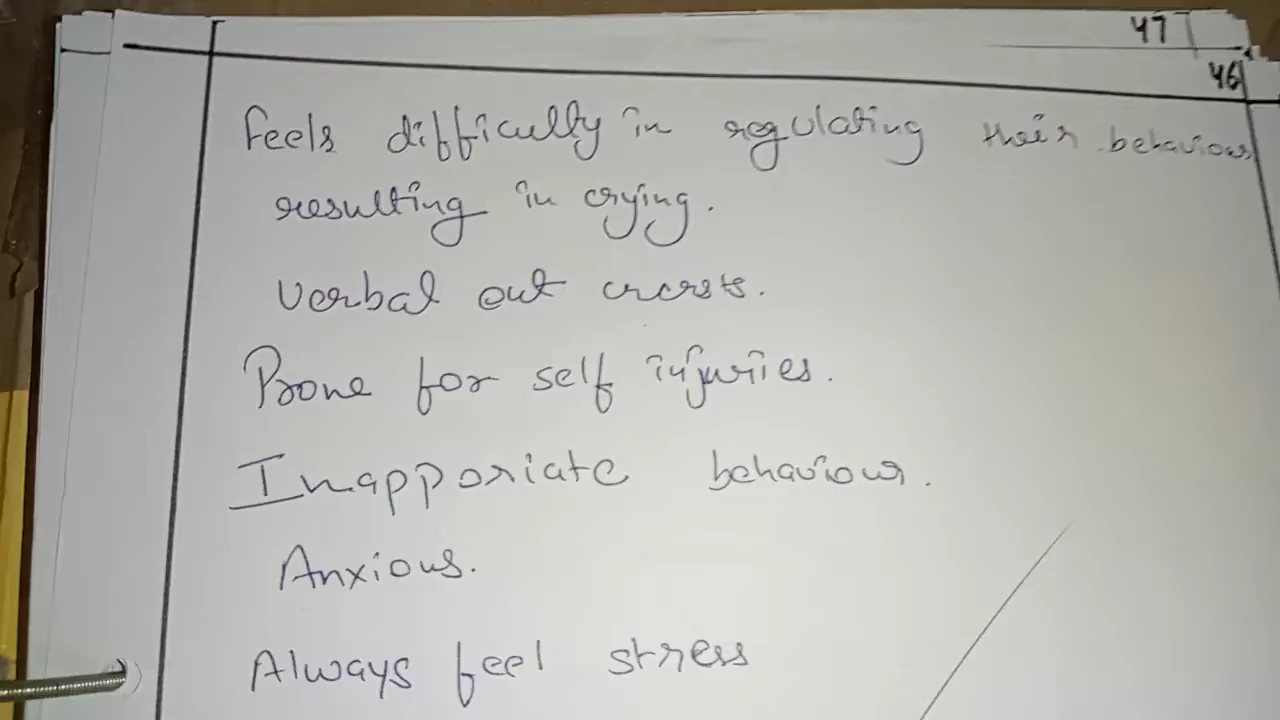 47
46
Feels difficulty in regulating their behaviour
resulting in crying.
Verbal out crersts.
Prone for self injuries.
Inapporiate behaviour.
Anxious.
Always feel stress